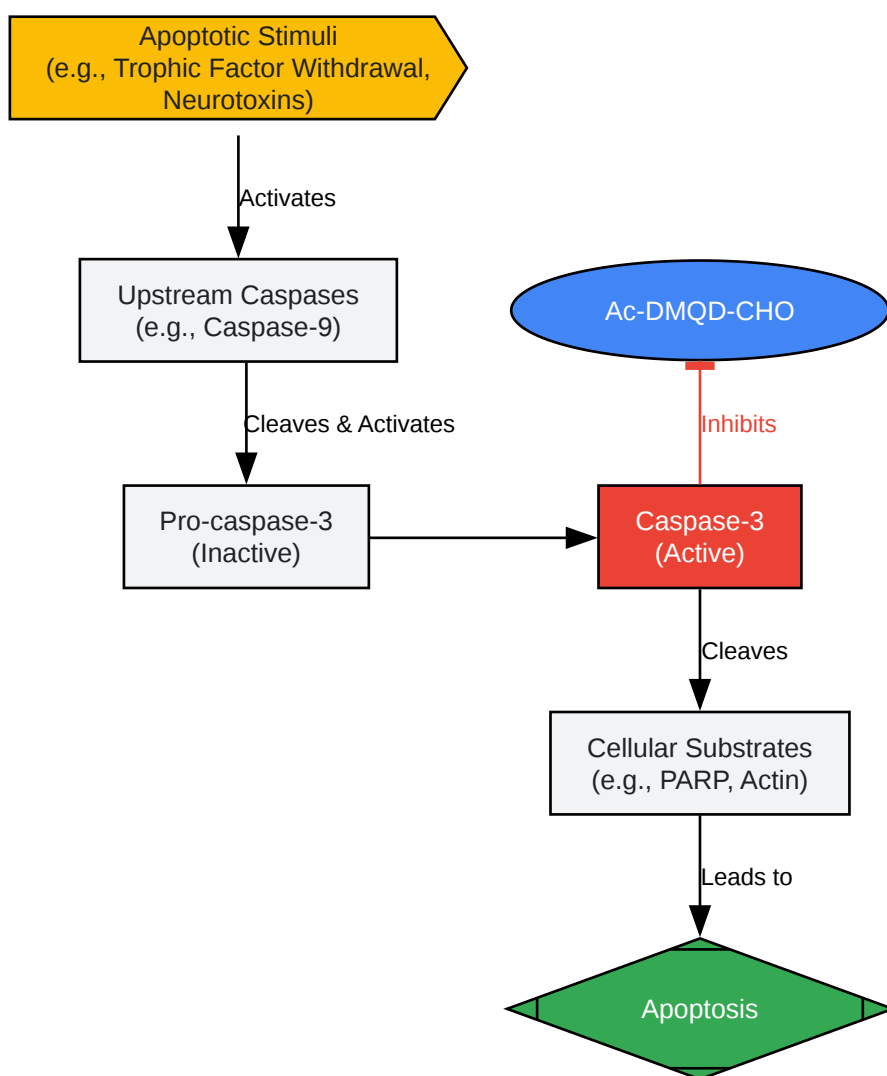 Apoptotic Stimuli
(e.g., Trophic Factor Withdrawal,
Neurotoxins)
Activates
Upstream Caspases
(e.g., Caspase-9)
Ac-DMQD-CHO
Cleaves & Activates
Inhibits
Pro-caspase-3
(Inactive)
Caspase-3
(Active)
Cleaves
Cellular Substrates
(e.g., PARP, Actin)
Leads to
Apoptosis